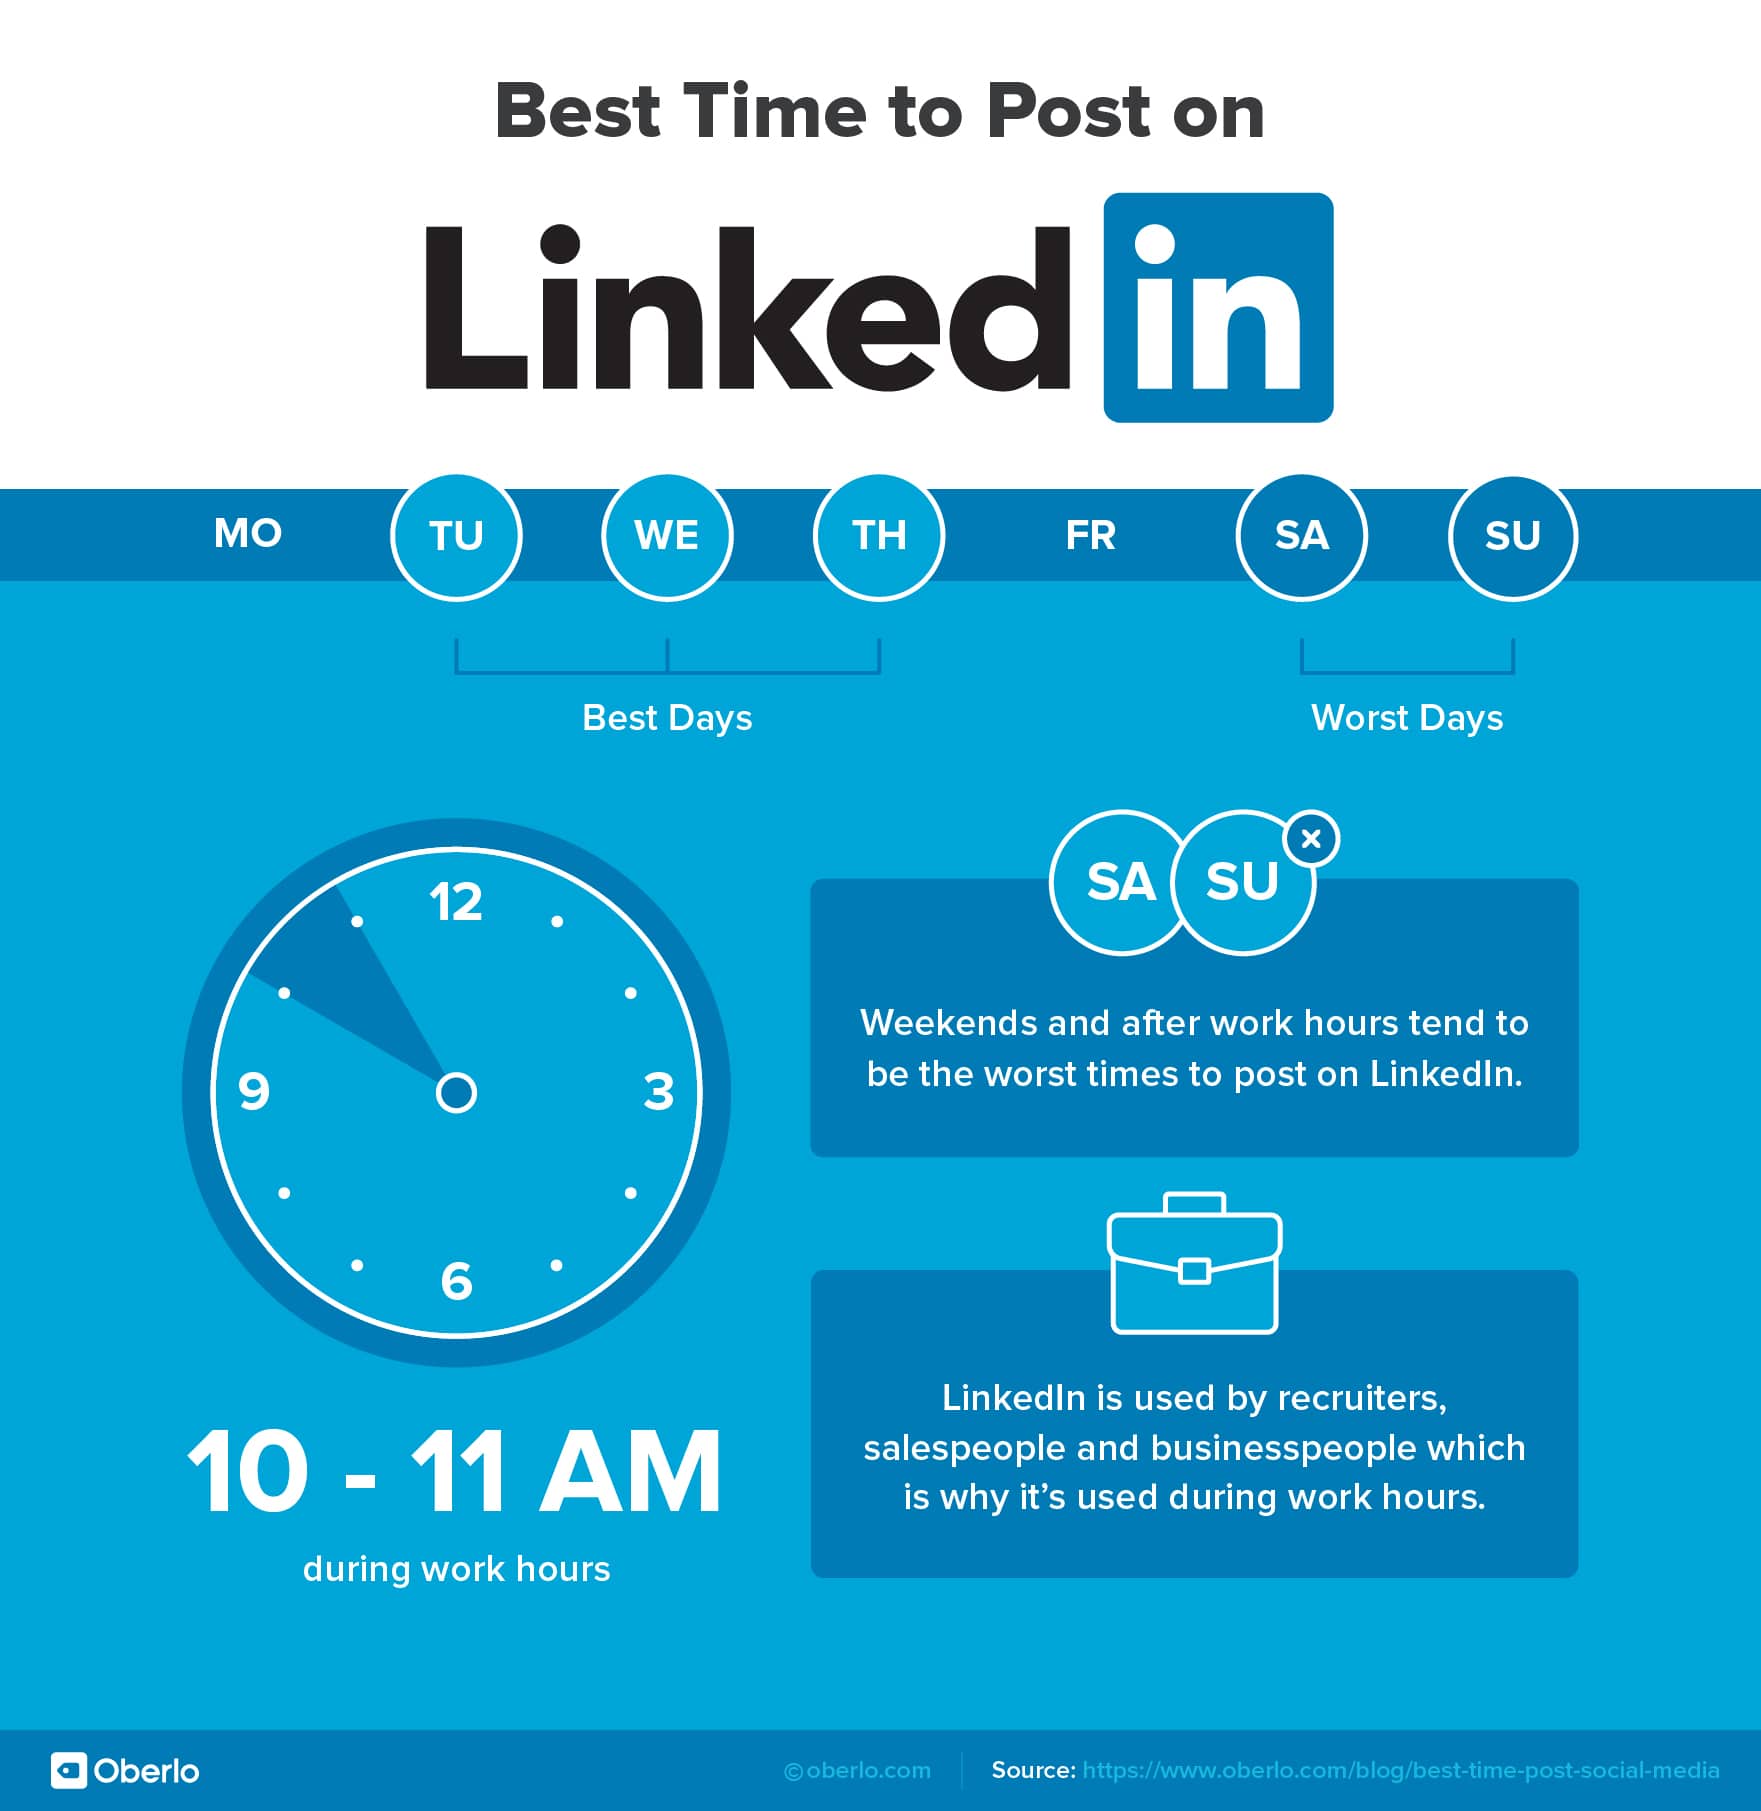 Best Time to Post on
Linked in
MO TU WE TH FR SA SU
Best Days Worst Days
12
9 3
6
10 - 11 AM
during work hours
SA SU
Weekends and after work hours tend to
be the worst times to post on LinkedIn.
LinkedIn is used by recruiters,
salespeople and businesspeople which
is why it's used during work hours.
Oberlo
© oberlo.com
Source: https://www.oberlo.com/blog/best-time-post-social-media